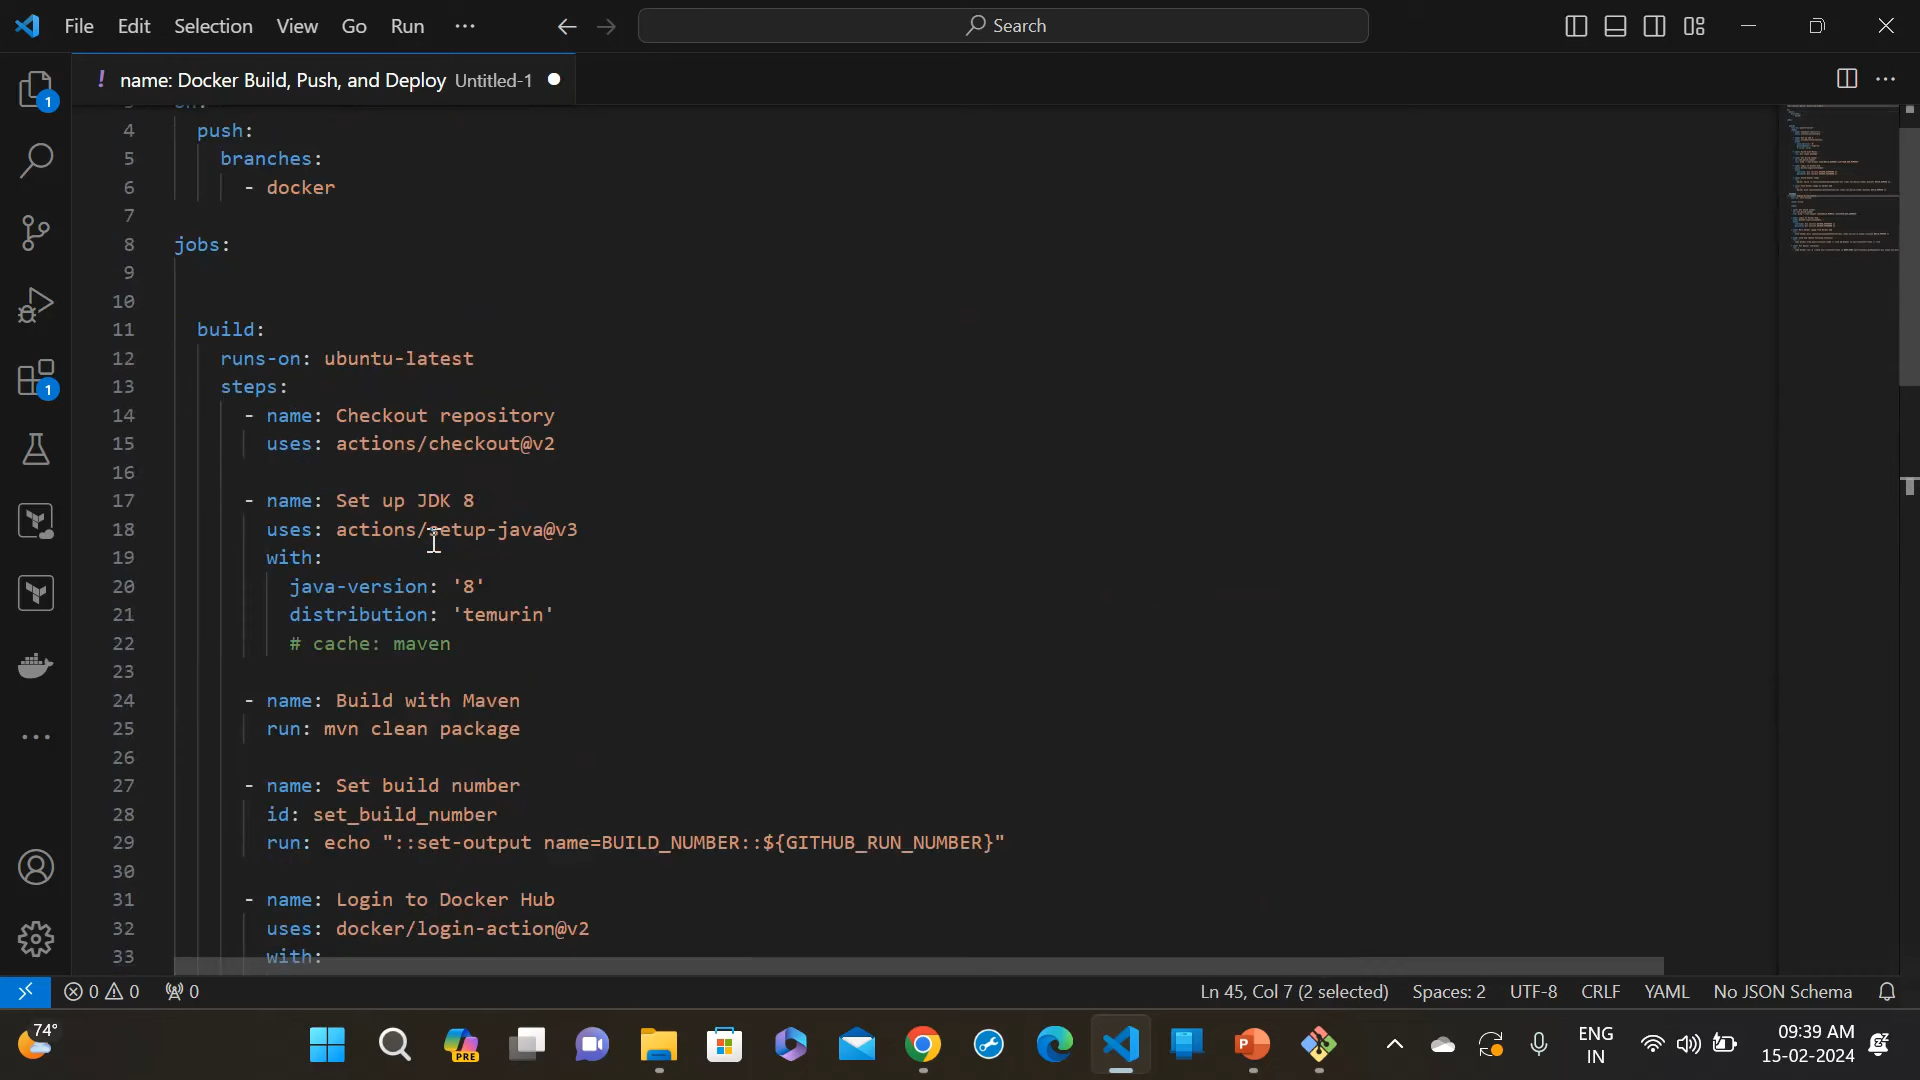 File Edit Selection View Go Run ··· Search
! name: Docker Build, Push, and Deploy Untitled-1
4 push:
5 branches:
6 - docker
7
8 jobs:
9
10
11 build:
12 runs-on: ubuntu-latest
13 steps:
14 - name: Checkout repository
15 uses: actions/checkout@v2
16
17 - name: Set up JDK 8
18 uses: actions/setup-java@v3
19 with:
20 java-version: '8'
21 distribution: 'temurin'
22 # cache: maven
23
24 - name: Build with Maven
25 run: mvn clean package
26
27 - name: Set build number
28 id: set_build_number
29 run: echo "::set-output name=BUILD_NUMBER::${GITHUB_RUN_NUMBER}"
30
31 - name: Login to Docker Hub
32 uses: docker/login-action@v2
33 with:
1
1
0 0 0 Ln 45, Col 7 (2 selected) Spaces: 2 UTF-8 CRLF YAML No JSON Schema
74°
PRE
ENG
IN
09:39 AM
15-02-2024